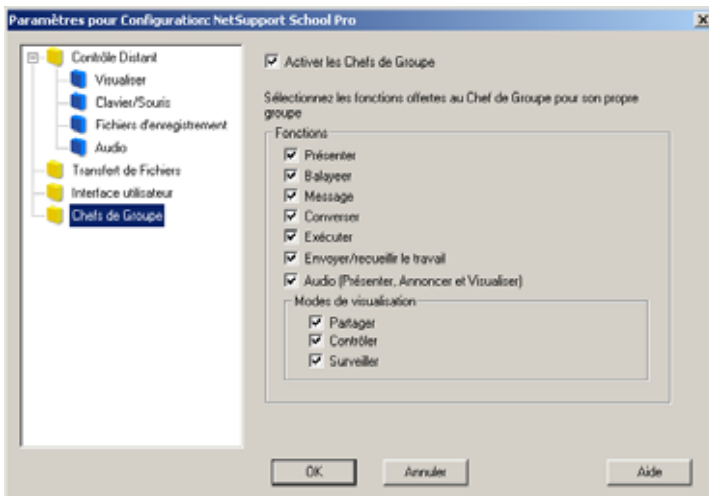 Paramètres pour Configuration: NetSupport School Pro
Contrôle Distant
Visualiser
Clavier/Souris
Fichiers d'enregistrement
Audio
Transfert de Fichiers
Interface utilisateur
Chefs de Groupe
Activer les Chefs de Groupe
Sélectionnez les fonctions offertes au Chef de Groupe pour son propre
groupe
Fonctions
Présenter
Balayeer
Message
Converser
Exécuter
Envoyer/recueillir le travail
Audio (Présenter, Annoncer et Visualiser)
Modes de visualisation
Partager
Contrôler
Surveiller
OK
Annuler
Aide